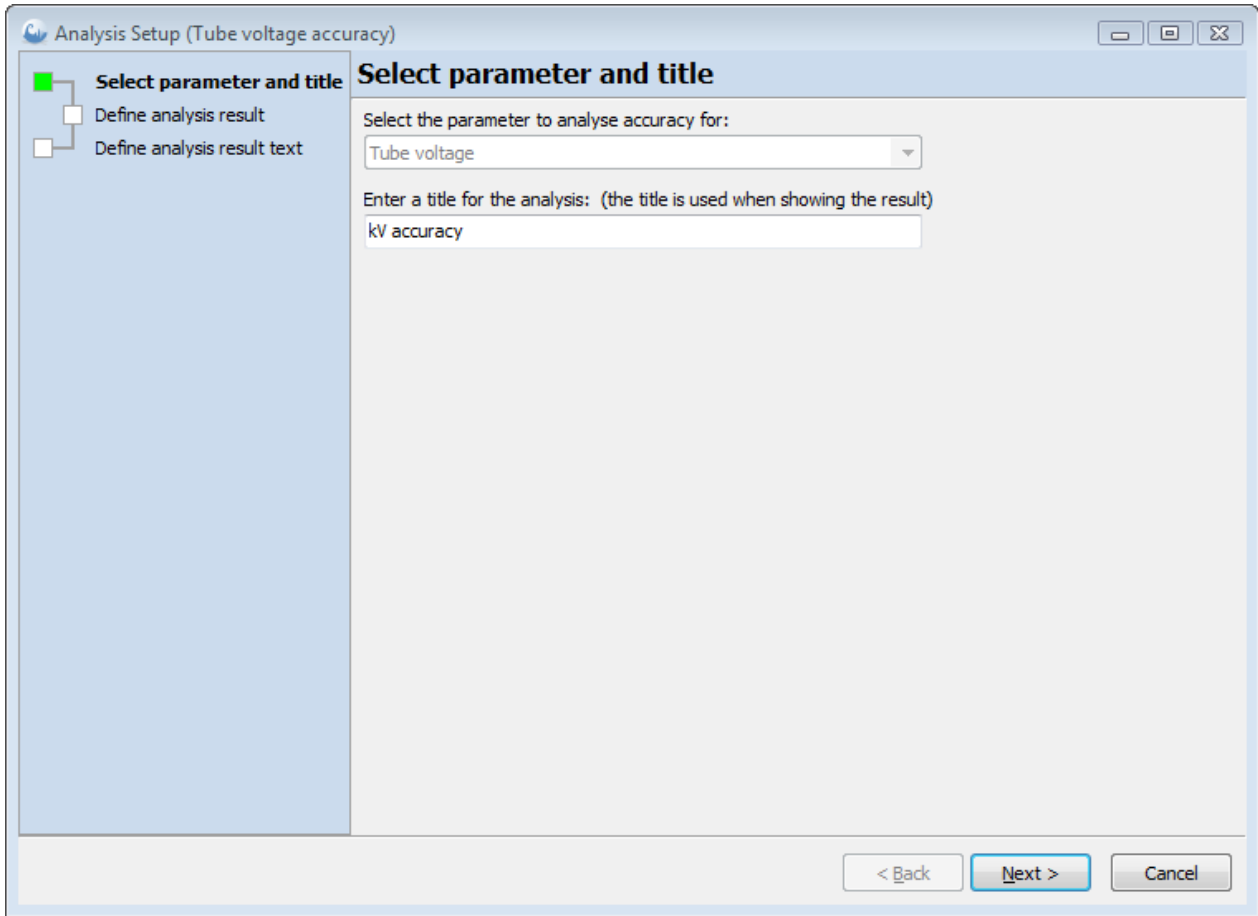 Analysis Setup (Tube voltage accuracy)
Select parameter and title
Define analysis result
Define analysis result text
Select parameter and title
Select the parameter to analyse accuracy for:
Tube voltage
Enter a title for the analysis:  (the title is used when showing the result)
kV accuracy
< Back
Next >
Cancel